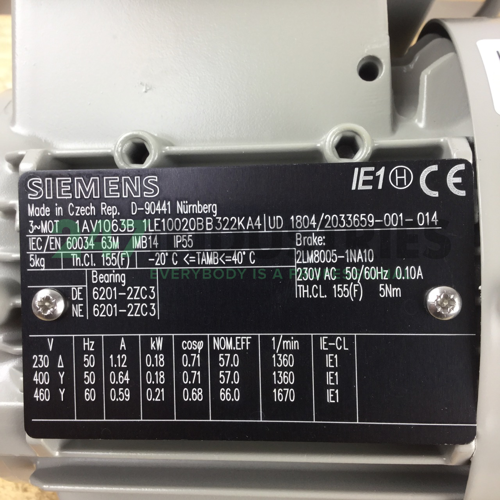 SIEMENS IE1 H CE
Made in Czech Rep. D-90441 Nürnberg
3~MOT 1AV1063B 1LE10020BB322KA4 UD 1804/2033659-001-014
IEC/EN 60034 63M IMB14 IP55 Brake:
5kg TH.CL. 155(F) -20°C <=TAMB<=40°C 2LM8005-1NA10
Bearing 230V AC 50/60Hz 0.10A
DE 6201-2ZC3 TH.CL. 155(F) 5Nm
NE 6201-2ZC3
V Hz A kW cosφ NOM.EFF 1/min IE-CL
230 Δ 50 1.12 0.18 0.71 57.0 1360 IE1
400 Y 50 0.64 0.18 0.71 57.0 1360 IE1
460 Y 60 0.59 0.21 0.68 66.0 1670 IE1
EVERYBODY IS A FRIEND